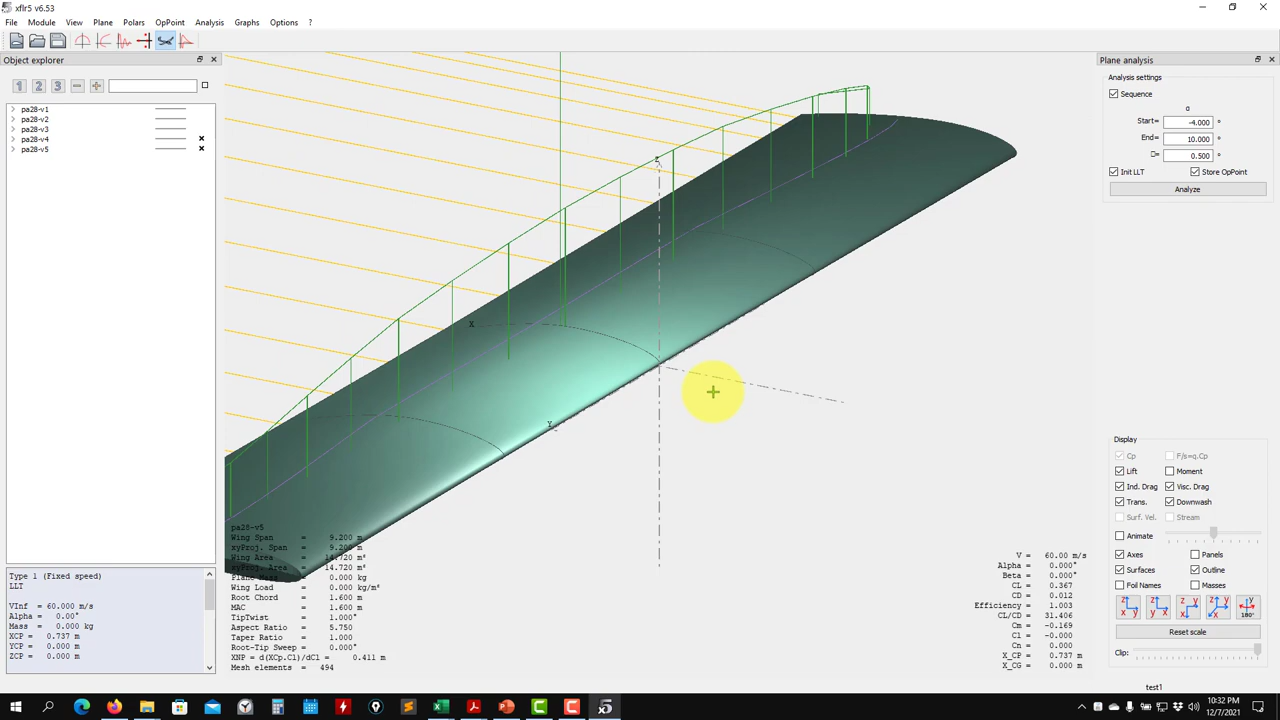 xflr5 v6.53
File Module View Plane Polars OpPoint Analysis Graphs Options ?
Object explorer
1 2 3
pa28-v1
pa28-v2
pa28-v3
pa28-v4
pa28-v5
Type 1 (Fixed speed)
LLT
VInf = 60.000 m/s
Alpha = 0.00°
Mass = 0.000 kg
XCP = 0.737 m
YCP = 0.000 m
ZCP = 0.000 m
Z
X
Y
pa28-v5
Wing Span = 9.200 m
xyProj. Span = 9.200 m
Wing Area = 14.720 m²
xyProj. Area = 14.720 m²
Plane Mass = 0.000 kg
Wing Load = 0.000 kg/m²
Root Chord = 1.600 m
MAC = 1.600 m
TipTwist = 1.000°
Aspect Ratio = 5.750
Taper Ratio = 1.000
Root-Tip Sweep = 0.000°
XNP = d(XCp.Cl)/dCl = 0.411 m
Mesh elements = 494
V = 60.00 m/s
Alpha = 0.000°
Beta = 0.000°
CL = 0.367
CD = 0.012
Efficiency = 1.003
CL/CD = 31.406
Cm = -0.169
Cl = -0.000
Cn = 0.000
X_CP = 0.737 m
X_CG = 0.000 m
Plane analysis
Analysis settings
Sequence
α
Start= -4.000 °
End= 10.000 °
= 0.500 °
Init LLT Store OpPoint
Analyze
Display
Cp F/s=q.Cp
Lift Moment
Ind. Drag Visc. Drag
Trans. Downwash
Surf. Vel. Stream
Animate
Axes Panels
Surfaces Outline
Foil Names Masses
Reset scale
Clip:
test1
10:32 PM
12/7/2021